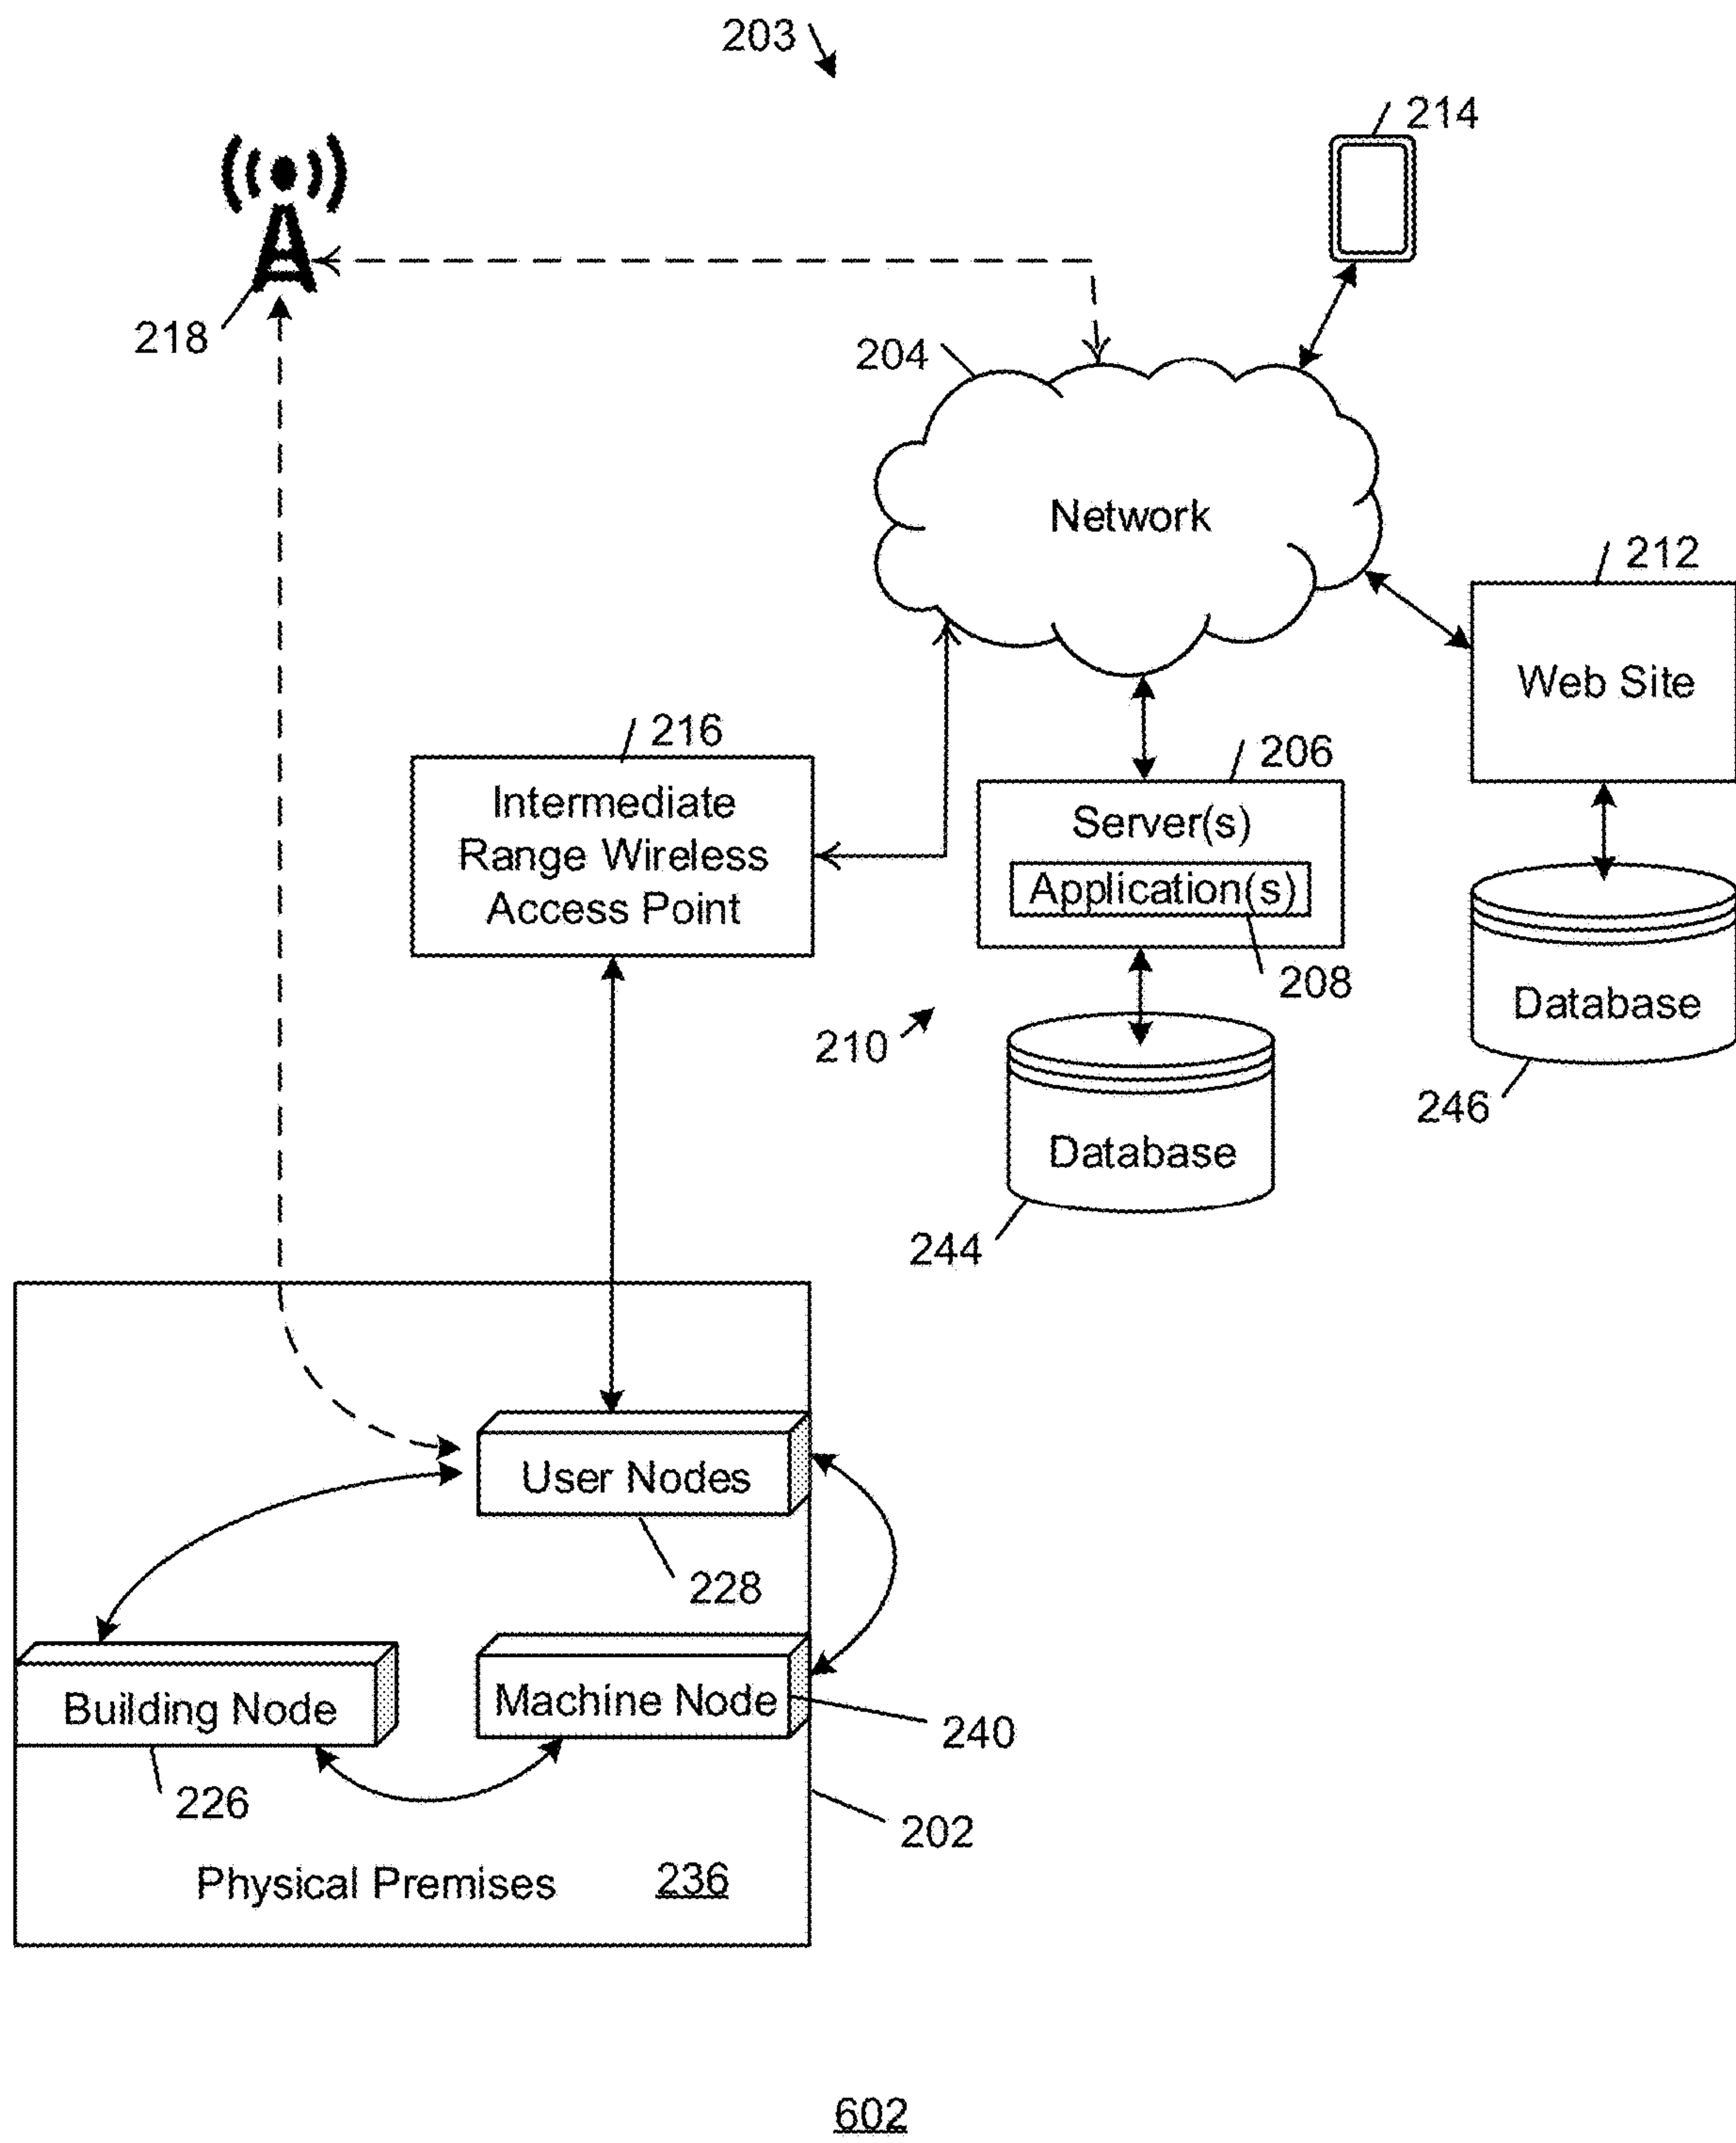 203
214
218
204
Network
212
Web Site
216
Intermediate
Range Wireless
Access Point
206
Server(s)
Application(s)
208
210
Database
246
Database
244
User Nodes
228
Building Node
226
Machine Node
240
202
Physical Premises 236
602